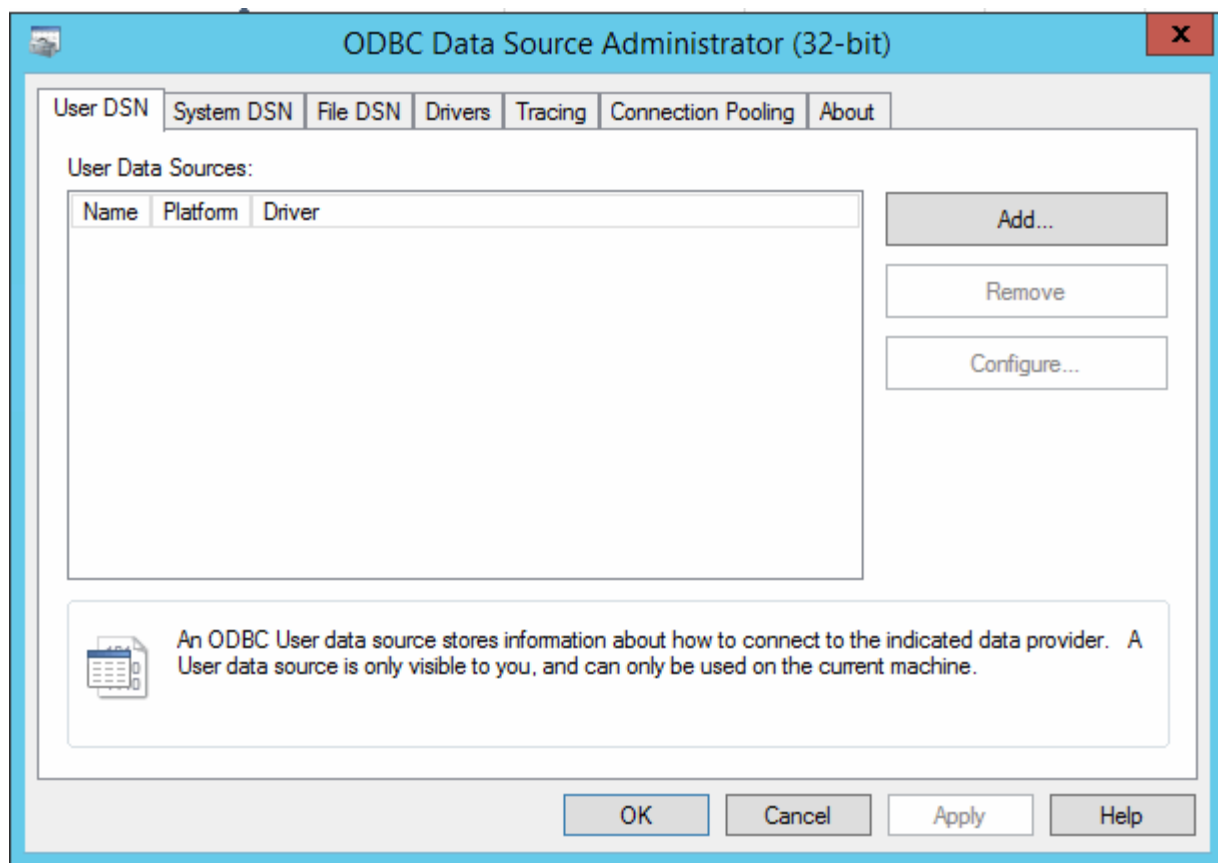 ODBC Data Source Administrator (32-bit)
x
User DSN System DSN File DSN Drivers Tracing Connection Pooling About
User Data Sources:
Name Platform Driver
Add...
Remove
Configure...
An ODBC User data source stores information about how to connect to the indicated data provider. A
User data source is only visible to you, and can only be used on the current machine.
OK Cancel Apply Help